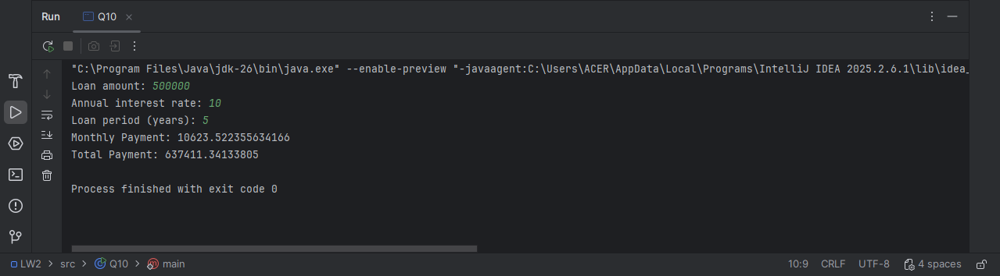 Run Q10
"C:\Program Files\Java\jdk-26\bin\java.exe" --enable-preview "-javaagent:C:\Users\ACER\AppData\Local\Programs\IntelliJ IDEA 2025.2.6.1\lib\idea_
Loan amount: 500000
Annual interest rate: 10
Loan period (years): 5
Monthly Payment: 10623.522355634166
Total Payment: 637411.34133805
Process finished with exit code 0
LW2 > src > Q10 > main 10:9 CRLF UTF-8 4 spaces